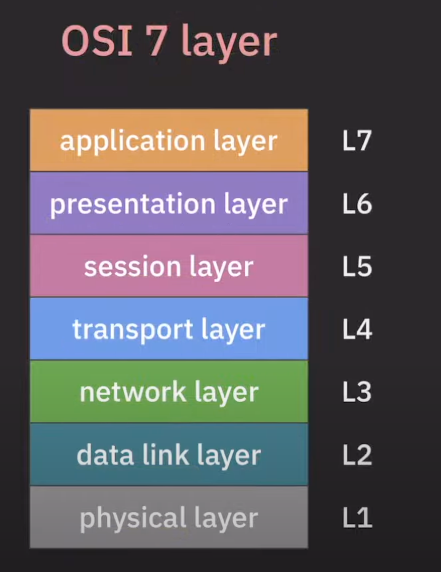 OSI 7 layer
application layer L7
presentation layer L6
session layer L5
transport layer L4
network layer L3
data link layer L2
physical layer L1